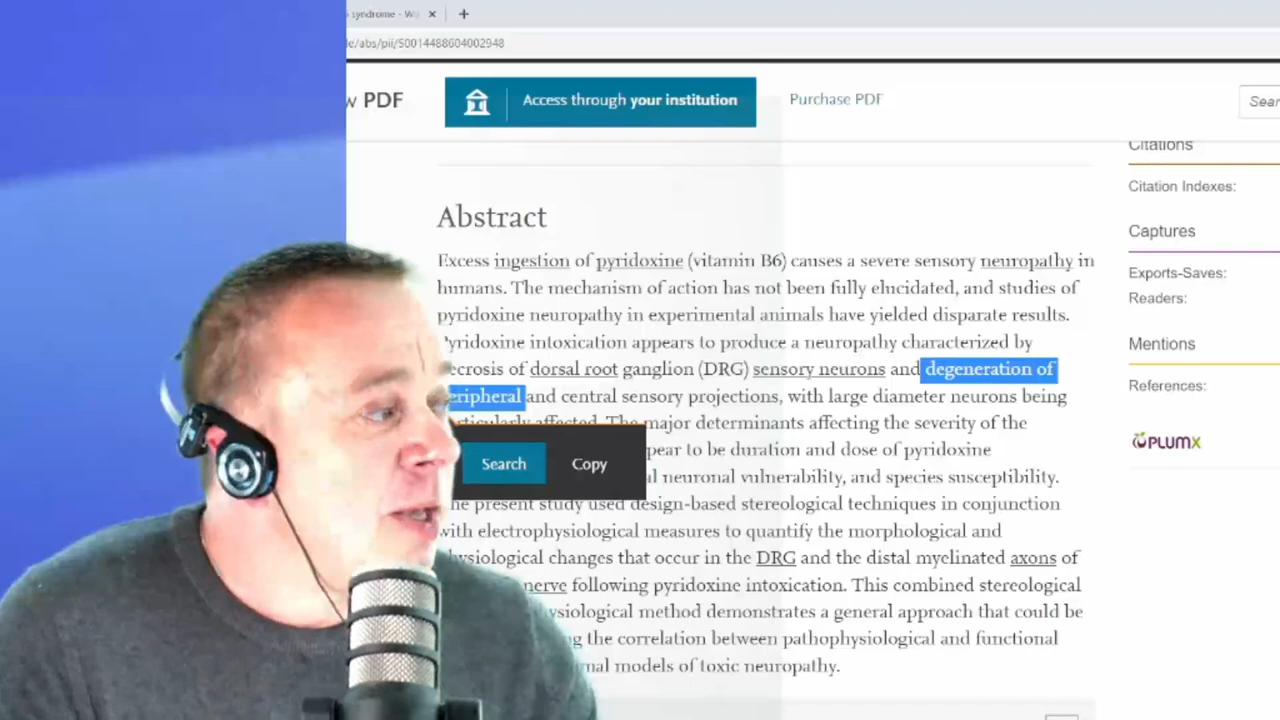 syndrome - W
le/abs/pii/S0014488604002948
w PDF
Access through your institution
Purchase PDF
Sear
Citations
Citation Indexes:
Captures
Exports-Saves:
Readers:
Mentions
References:
PLUMX
Abstract
Excess ingestion of pyridoxine (vitamin B6) causes a severe sensory neuropathy in
humans. The mechanism of action has not been fully elucidated, and studies of
pyridoxine neuropathy in experimental animals have yielded disparate results.
Pyridoxine intoxication appears to produce a neuropathy characterized by
ecrosis of dorsal root ganglion (DRG) sensory neurons and degeneration of
eripheral and central sensory projections, with large diameter neurons being
particularly affected. The major determinants affecting the severity of the
pear to be duration and dose of pyridoxine
Search Copy
l neuronal vulnerability, and species susceptibility.
he present study used design-based stereological techniques in conjunction
with electrophysiological measures to quantify the morphological and
hysiological changes that occur in the DRG and the distal myelinated axons of
nerve following pyridoxine intoxication. This combined stereological
ysiological method demonstrates a general approach that could be
ng the correlation between pathophysiological and functional
mal models of toxic neuropathy.